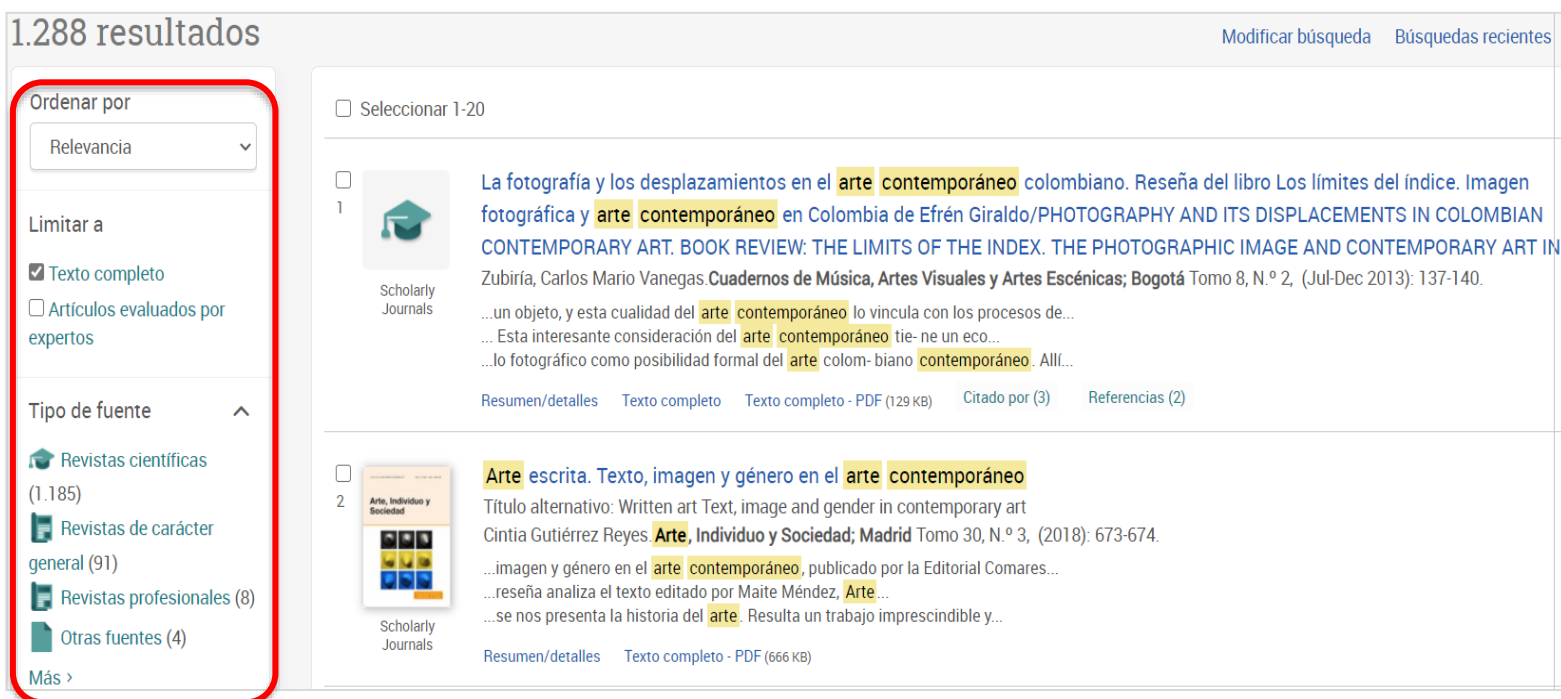 1.288 resultados
Modificar búsqueda Búsquedas recientes
Ordenar por
Relevancia
Limitar a
Texto completo
Artículos evaluados por
expertos
Tipo de fuente
Revistas científicas
(1.185)
Revistas de carácter
general (91)
Revistas profesionales (8)
Otras fuentes (4)
Más >
Seleccionar 1-20
1
Scholarly
Journals
La fotografía y los desplazamientos en el arte contemporáneo colombiano. Reseña del libro Los límites del índice. Imagen
fotográfica y arte contemporáneo en Colombia de Efrén Giraldo/PHOTOGRAPHY AND ITS DISPLACEMENTS IN COLOMBIAN
CONTEMPORARY ART. BOOK REVIEW: THE LIMITS OF THE INDEX. THE PHOTOGRAPHIC IMAGE AND CONTEMPORARY ART IN
Zubiría, Carlos Mario Vanegas.Cuadernos de Música, Artes Visuales y Artes Escénicas; Bogotá Tomo 8, N.º 2, (Jul-Dec 2013): 137-140.
...un objeto, y esta cualidad del arte contemporáneo lo vincula con los procesos de...
... Esta interesante consideración del arte contemporáneo tie- ne un eco...
...lo fotográfico como posibilidad formal del arte colom- biano contemporáneo. Allí...
Resumen/detalles Texto completo Texto completo - PDF (129 KB) Citado por (3) Referencias (2)
2
Arte, Individuo y
Sociedad
Scholarly
Journals
Arte escrita. Texto, imagen y género en el arte contemporáneo
Título alternativo: Written art Text, image and gender in contemporary art
Cintia Gutiérrez Reyes.Arte, Individuo y Sociedad; Madrid Tomo 30, N.º 3, (2018): 673-674.
...imagen y género en el arte contemporáneo, publicado por la Editorial Comares...
...reseña analiza el texto editado por Maite Méndez, Arte...
...se nos presenta la historia del arte. Resulta un trabajo imprescindible y...
Resumen/detalles Texto completo - PDF (666 KB)